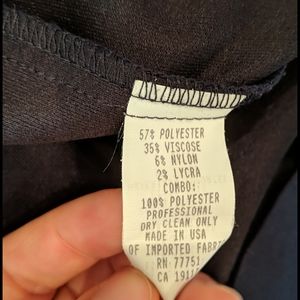 57% POLYESTER
35% VISCOSE
6% NYLON
2% LYCRA
COMBO:
100% POLYESTER
PROFESSIONAL
DRY CLEAN ONLY
MADE IN USA
OF IMPORTED FABRI
RN 77751
CA 1911